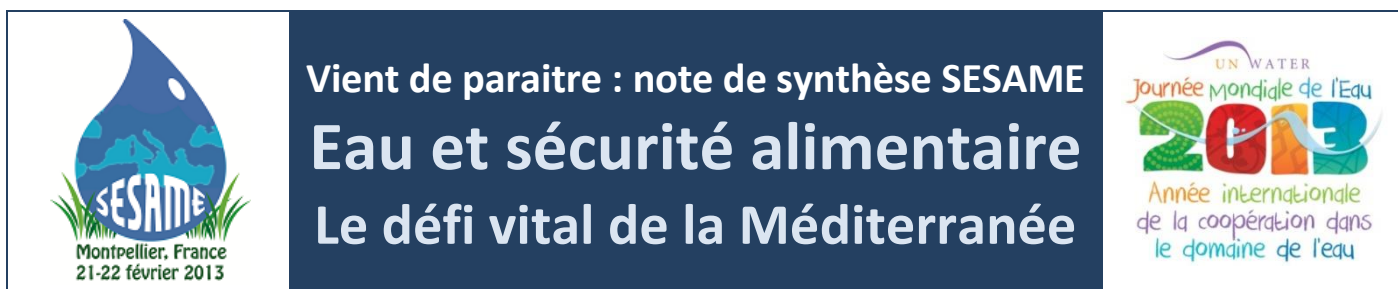 SESAME
Montpellier, France
21-22 février 2013
Vient de paraitre : note de synthèse SESAME
Eau et sécurité alimentaire
Le défi vital de la Méditerranée
UN WATER
Journée mondiale de l'Eau
2013
Année internationale
de la coopération dans
le domaine de l'eau